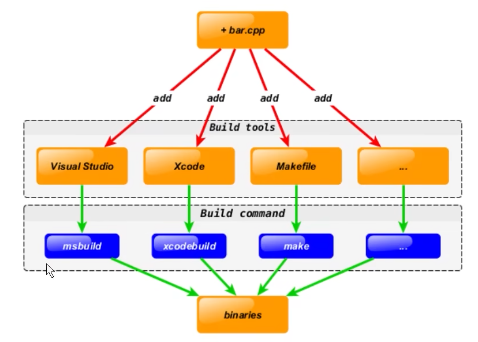 + bar.cpp
add add add add
Build tools
Visual Studio Xcode Makefile ...
Build command
msbuild xcodebuild make ...
binaries